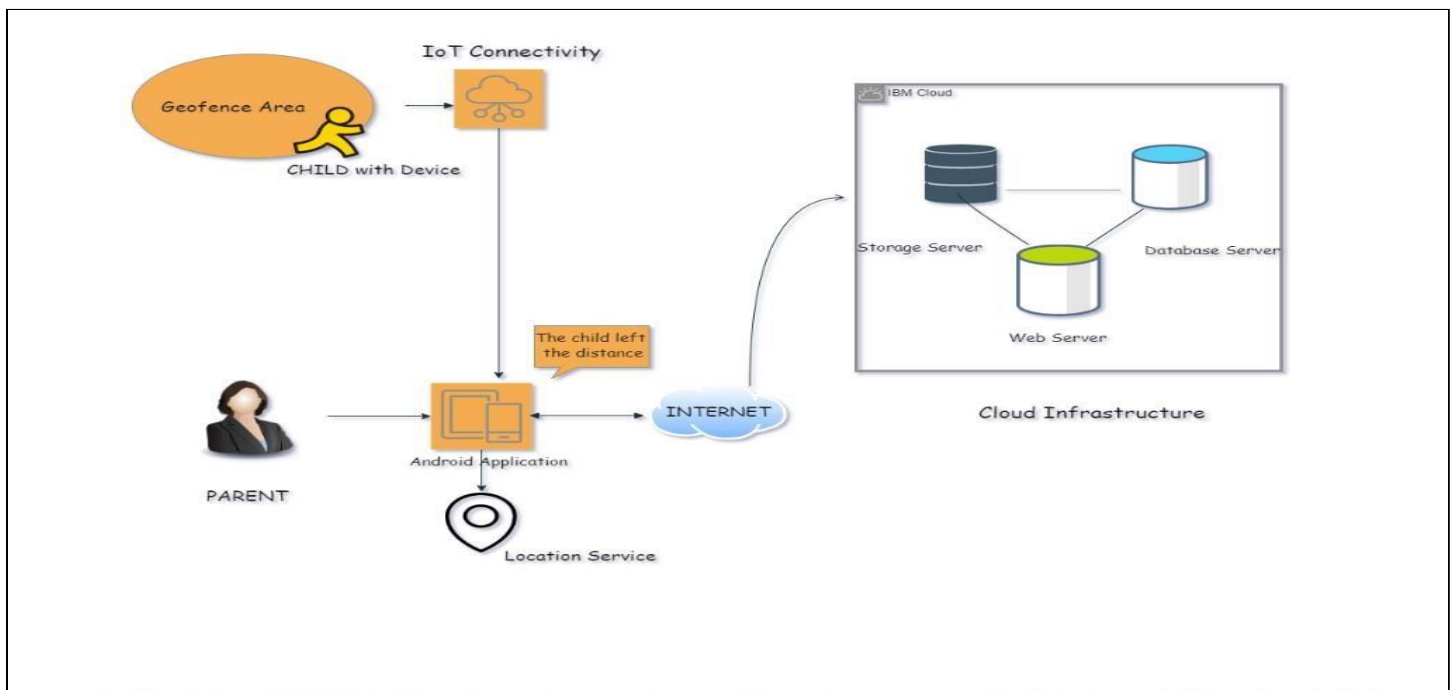 IoT Connectivity
Geofence Area
CHILD with Device
IBM Cloud
Storage Server
Database Server
Web Server
The child left
the distance
INTERNET
Cloud Infrastructure
Android Application
PARENT
Location Service